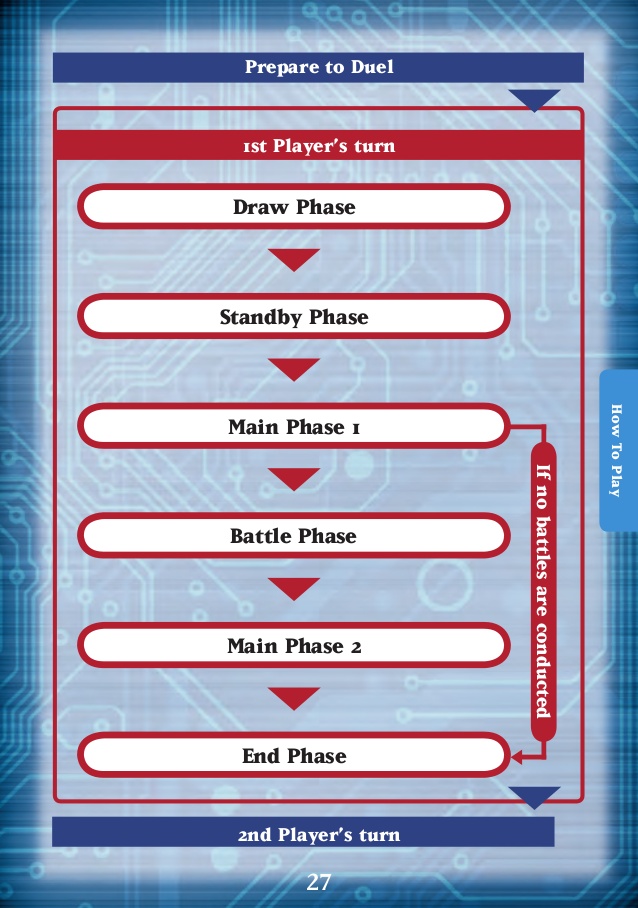 Prepare to Duel
1st Player's turn
Draw Phase
Standby Phase
Main Phase 1
Battle Phase
Main Phase 2
End Phase
If no battles are conducted
How To Play
2nd Player's turn
27